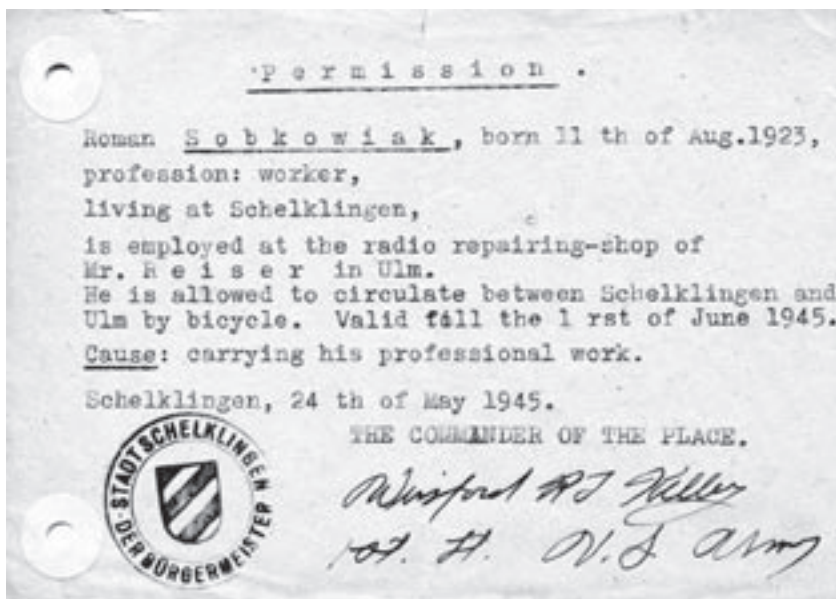 Permission.
Roman Sobkowiak, born 11 th of Aug.1923,
profession: worker,
living at Schelklingen,
is employed at the radio repairing-shop of
Mr. Reiser in Ulm.
He is allowed to circulate between Schelklingen and
Ulm by bicycle. Valid till the 1 rst of June 1945.
Cause: carrying his professional work.
Schelklingen, 24 th of May 1945.
THE COMMANDER OF THE PLACE.
1st. Lt. U.S Army
STADT SCHELKLINGEN
DER BÜRGERMEISTER